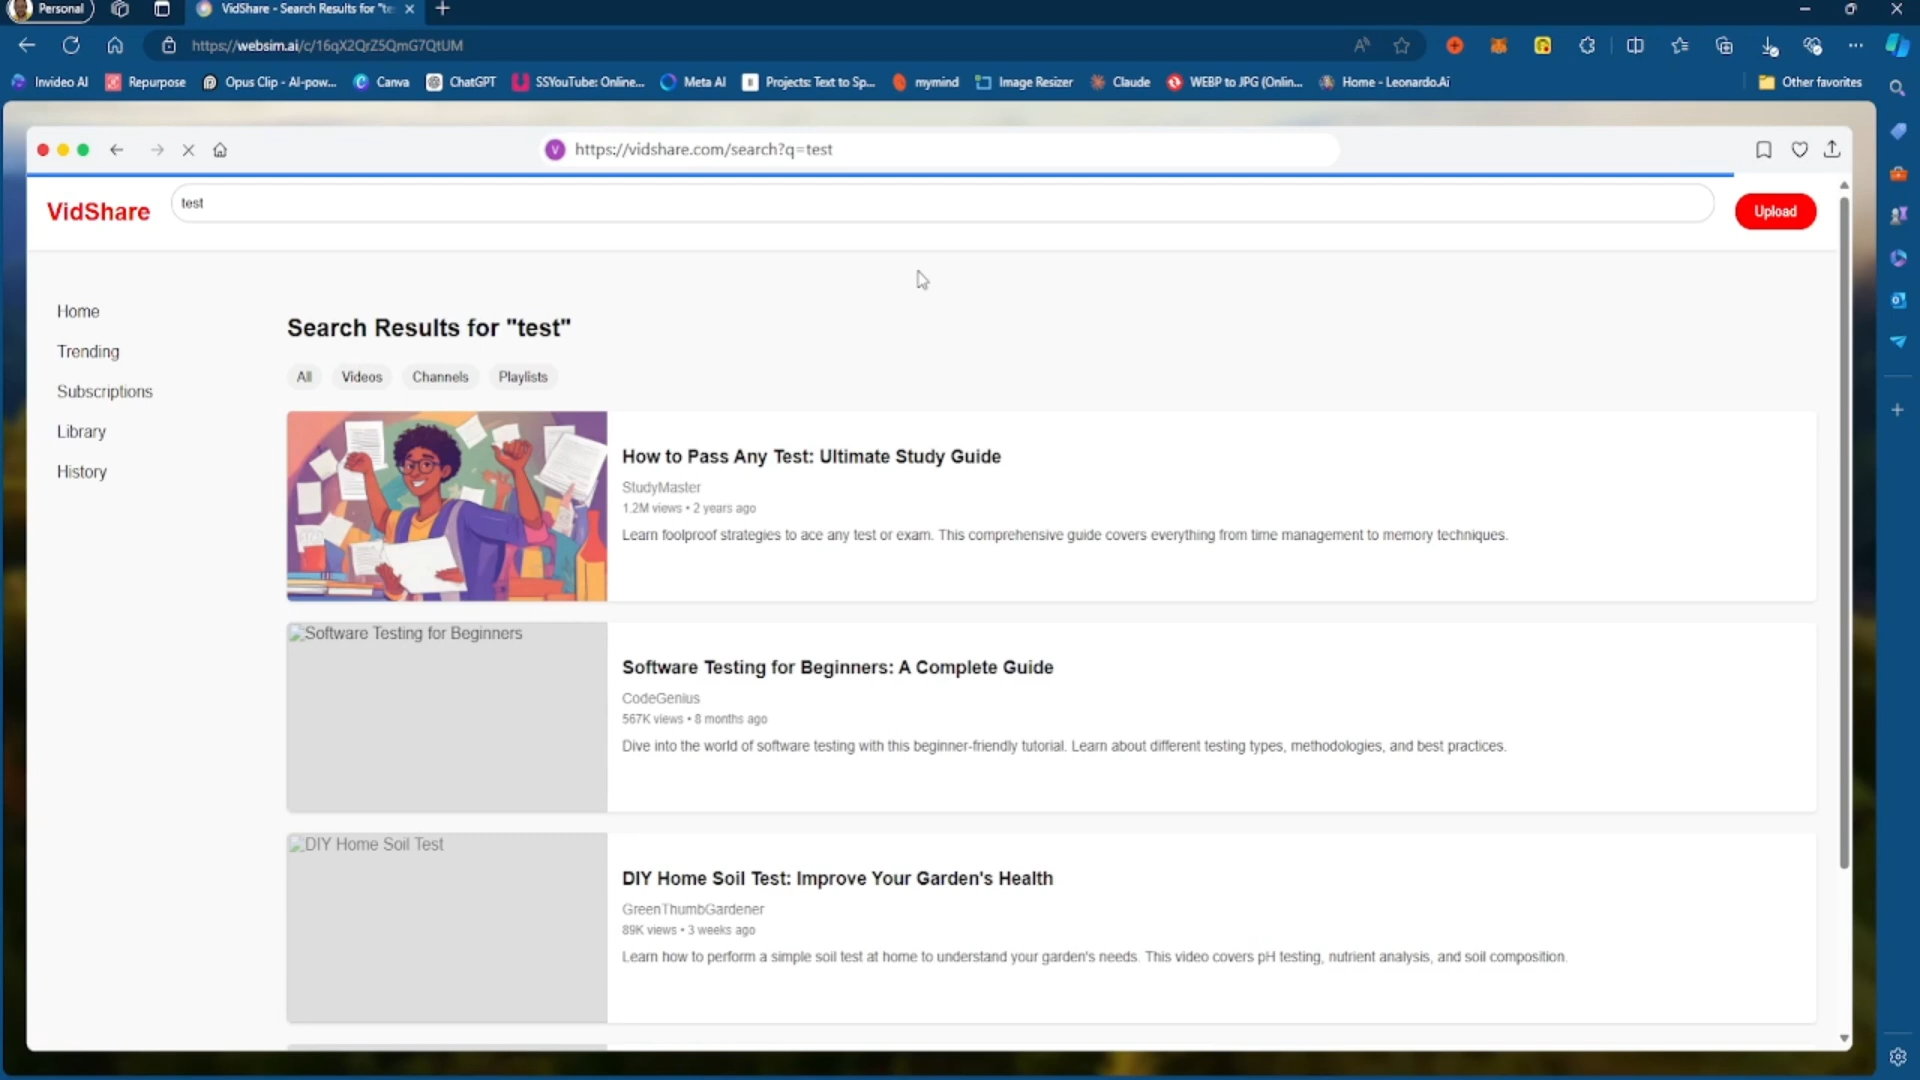 Personal
VidShare - Search Results for "te
https://websim.ai/c/16qX2QrZ5QmG7QtUM
Invideo AI
Repurpose
Opus Clip - AI-pow...
Canva
ChatGPT
SSYouTube: Online...
Meta AI
Projects: Text to Sp...
mymind
Image Resizer
Claude
WEBP to JPG (Onlin...
Home - Leonardo.Ai
Other favorites
V
https://vidshare.com/search?q=test
VidShare
test
Upload
Home
Trending
Subscriptions
Library
History
Search Results for "test"
All
Videos
Channels
Playlists
How to Pass Any Test: Ultimate Study Guide
StudyMaster
1.2M views • 2 years ago
Learn foolproof strategies to ace any test or exam. This comprehensive guide covers everything from time management to memory techniques.
Software Testing for Beginners
Software Testing for Beginners: A Complete Guide
CodeGenius
567K views • 8 months ago
Dive into the world of software testing with this beginner-friendly tutorial. Learn about different testing types, methodologies, and best practices.
DIY Home Soil Test
DIY Home Soil Test: Improve Your Garden's Health
GreenThumbGardener
89K views • 3 weeks ago
Learn how to perform a simple soil test at home to understand your garden's needs. This video covers pH testing, nutrient analysis, and soil composition.